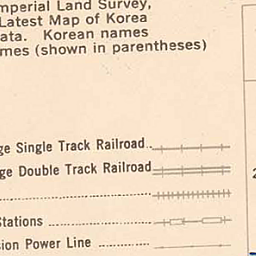 mperial Land Survey,
Latest Map of Korea
ata. Korean names
mes (shown in parentheses)
ge Single Track Railroad..
ge Double Track Railroad
Stations
sion Power Line
2